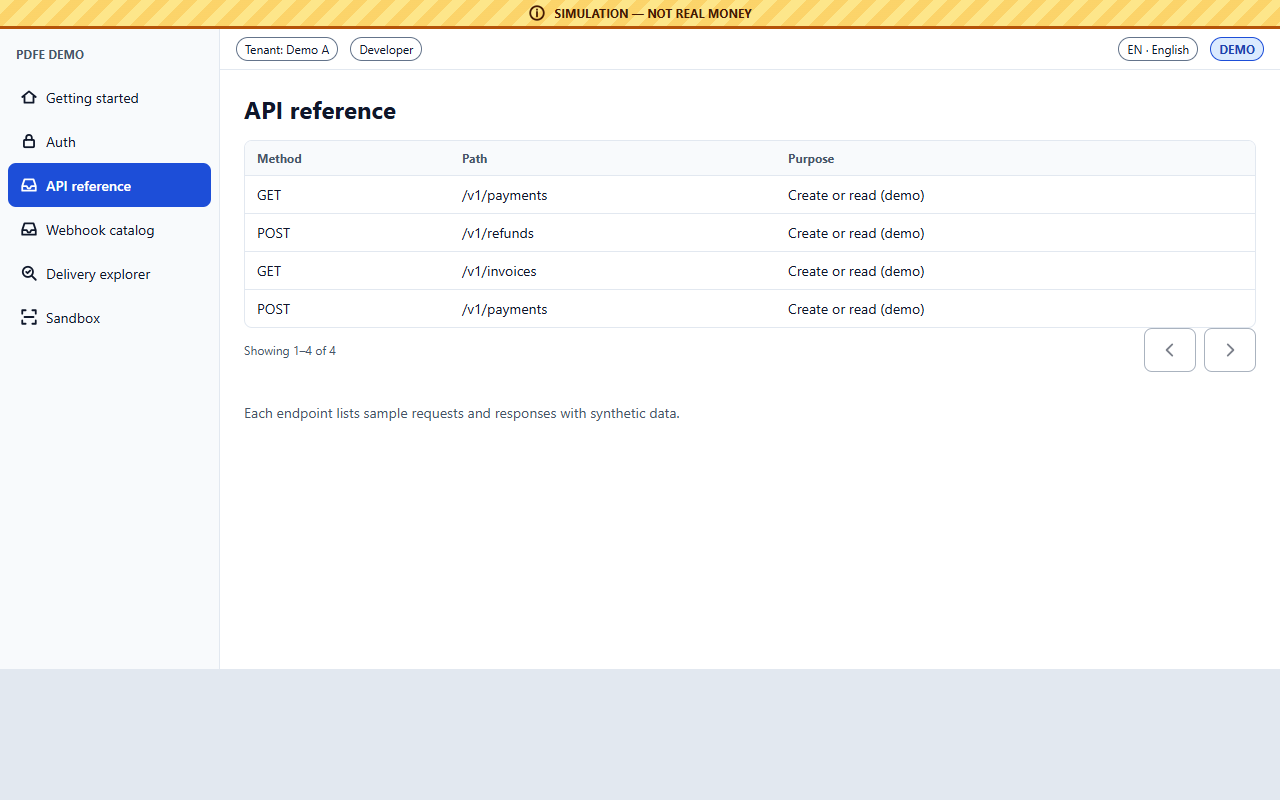 SIMULATION — NOT REAL MONEY
PDFE DEMO
Getting started
Auth
API reference
Webhook catalog
Delivery explorer
Sandbox
Tenant: Demo A
Developer
EN · English
DEMO
API reference
Method Path Purpose
GET /v1/payments Create or read (demo)
POST /v1/refunds Create or read (demo)
GET /v1/invoices Create or read (demo)
POST /v1/payments Create or read (demo)
Showing 1–4 of 4
Each endpoint lists sample requests and responses with synthetic data.